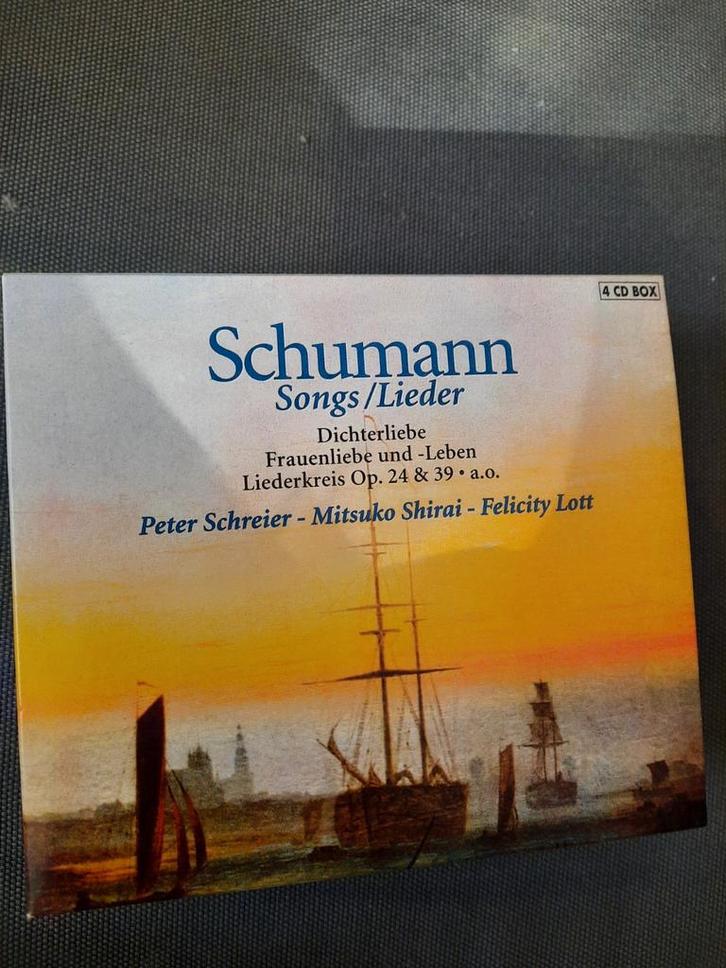 4 CD BOX
Schumann
Songs/Lieder
Dichterliebe
Frauenliebe und -Leben
Liederkreis Op. 24 & 39 • a.o.
Peter Schreier - Mitsuko Shirai - Felicity Lott